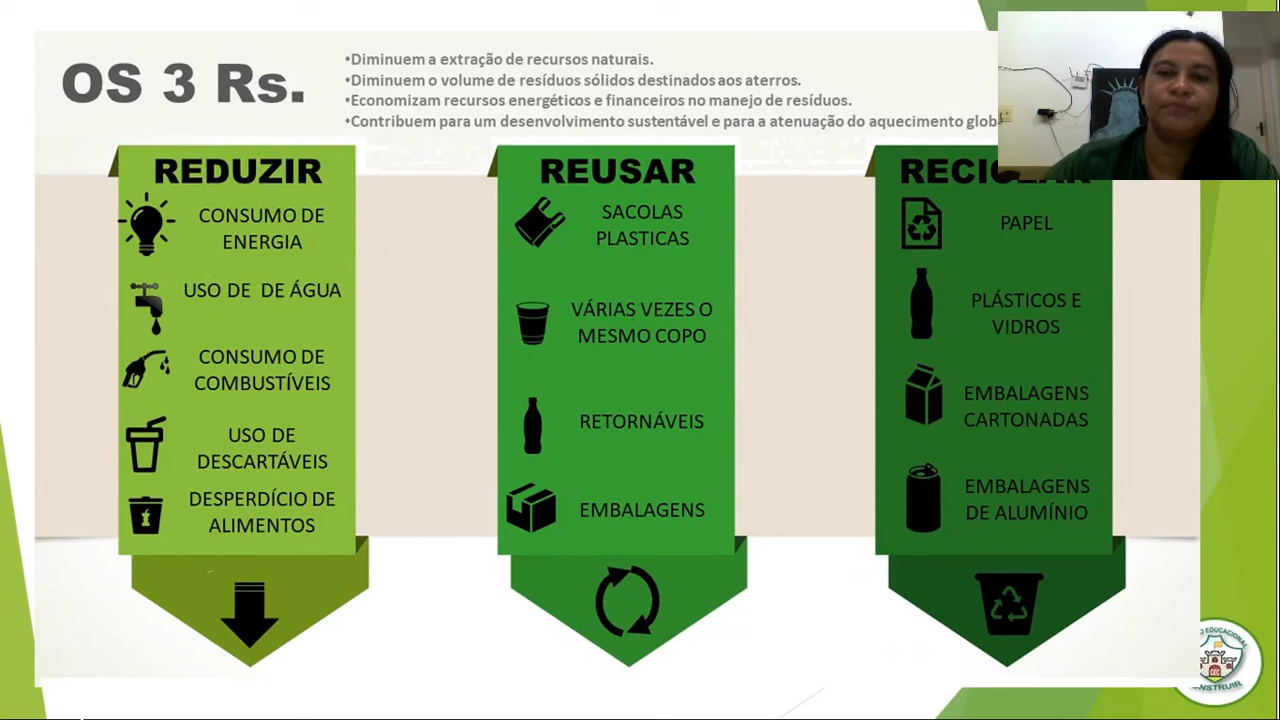 OS 3 Rs.
•Diminuem a extração de recursos naturais.
•Diminuem o volume de resíduos sólidos destinados aos aterros.
•Economizam recursos energéticos e financeiros no manejo de resíduos.
•Contribuem para um desenvolvimento sustentável e para a atenuação do aquecimento
REDUZIR
CONSUMO DE
ENERGIA
USO DE DE ÁGUA
CONSUMO DE
COMBUSTÍVEIS
USO DE
DESCARTÁVEIS
DESPERDÍCIO DE
ALIMENTOS
REUSAR
SACOLAS
PLASTICAS
VÁRIAS VEZES O
MESMO COPO
RETORNÁVEIS
EMBALAGENS
RECICLAR
PAPEL
PLÁSTICOS E
VIDROS
EMBALAGENS
CARTONADAS
EMBALAGENS
DE ALUMÍNIO
EDUCACIONAL